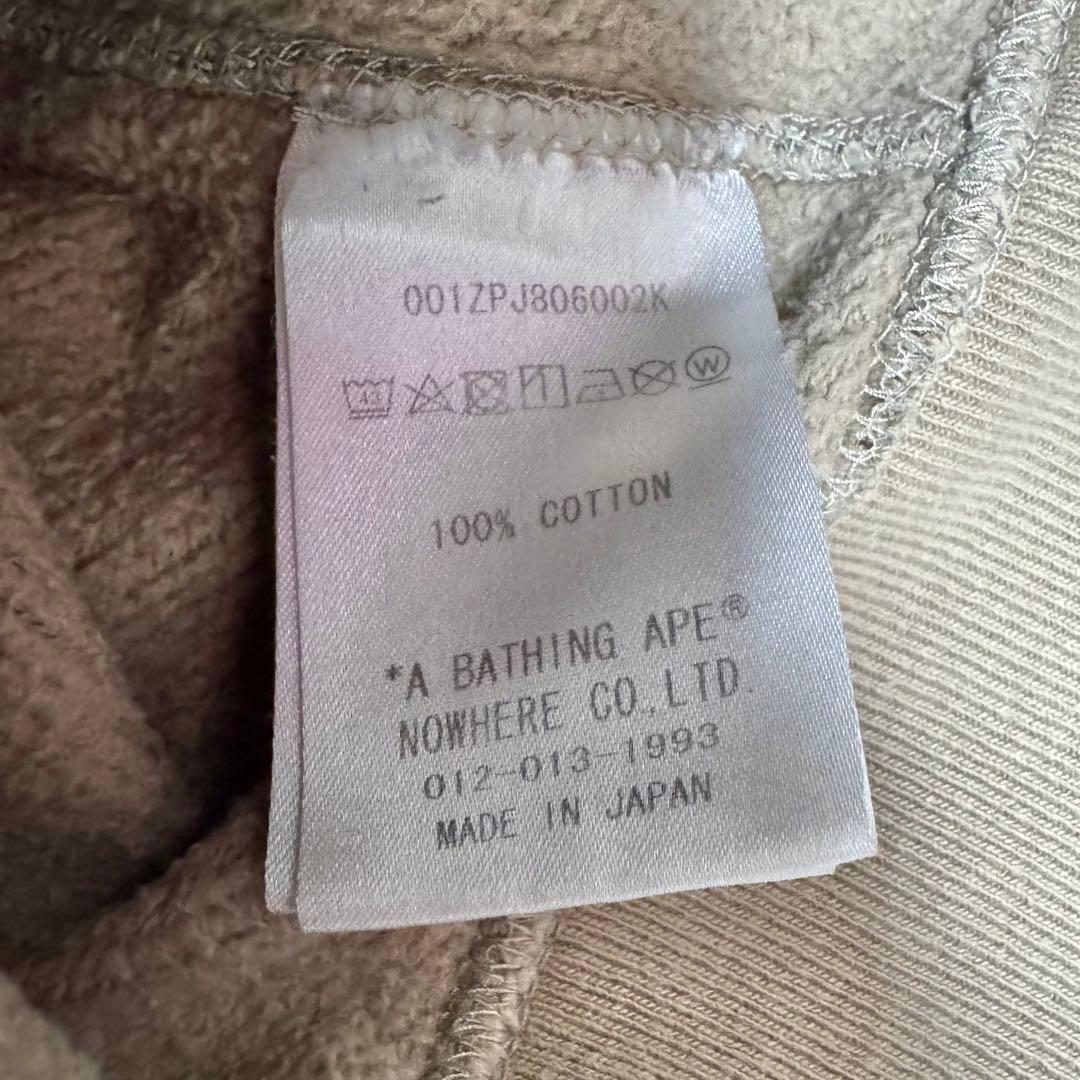 001ZPJ806002K
W
100% COTTON
*A BATHING APE®
NOWHERE CO.,LTD.
012-013-1993
MADE IN JAPAN